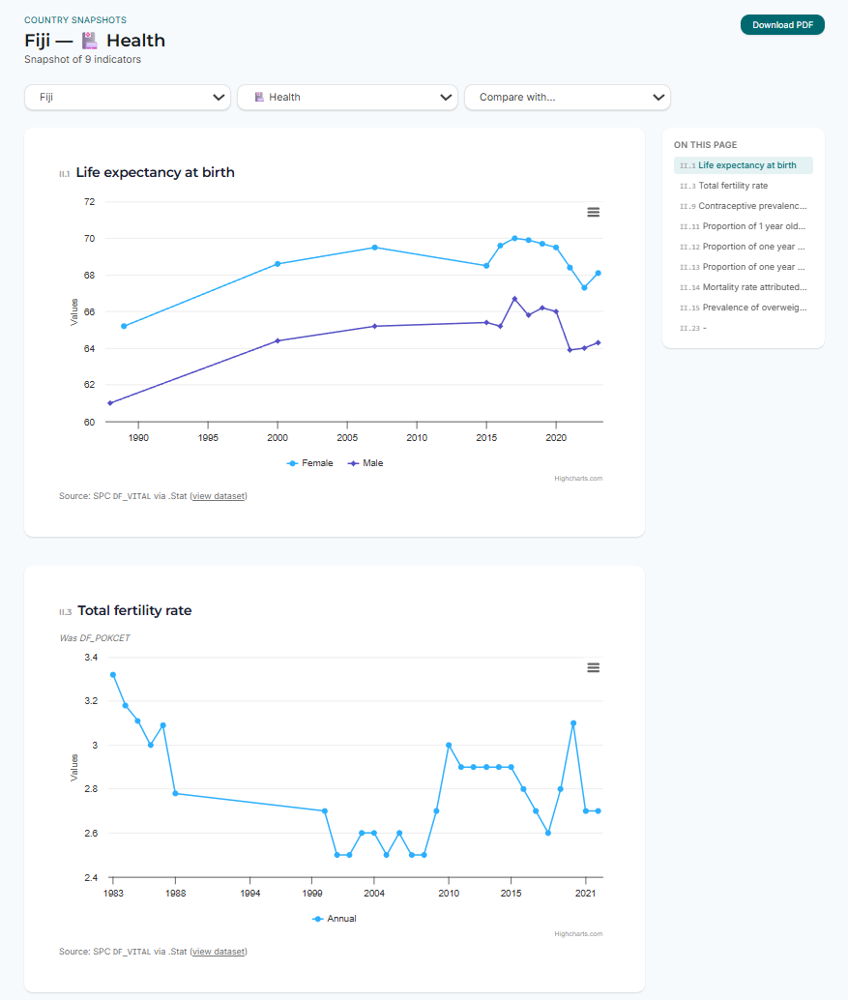 COUNTRY SNAPSHOTS
Fiji — Health
Snapshot of 9 indicators
Download PDF
Fiji
Health
Compare with...
II.1 Life expectancy at birth
72
70
68
66
64
62
60
Values
1990 1995 2000 2005 2010 2015 2020
Female Male
Highcharts.com
Source: SPC DF_VITAL via .Stat (view dataset)
ON THIS PAGE
II.1 Life expectancy at birth
II.3 Total fertility rate
II.9 Contraceptive prevalenc...
II.11 Proportion of 1 year old...
II.12 Proportion of one year ...
II.13 Proportion of one year ...
II.14 Mortality rate attributed...
II.15 Prevalence of overweig...
II.23 -
II.3 Total fertility rate
Was DF_POKCET
3.4
3.2
3
2.8
2.6
2.4
Values
1983 1988 1994 1999 2004 2010 2015 2021
Annual
Highcharts.com
Source: SPC DF_VITAL via .Stat (view dataset)